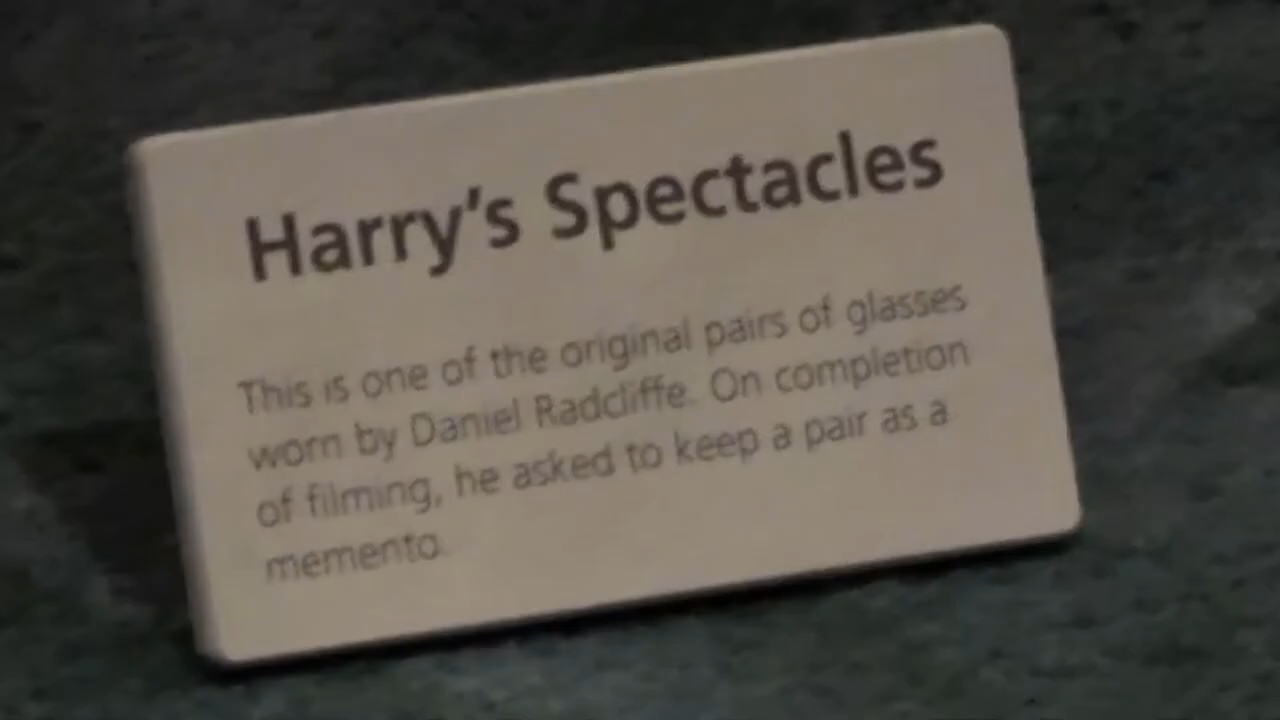 Harry's Spectacles
This is one of the original pairs of glasses
worn by Daniel Radcliffe. On completion
of filming, he asked to keep a pair as a
memento.